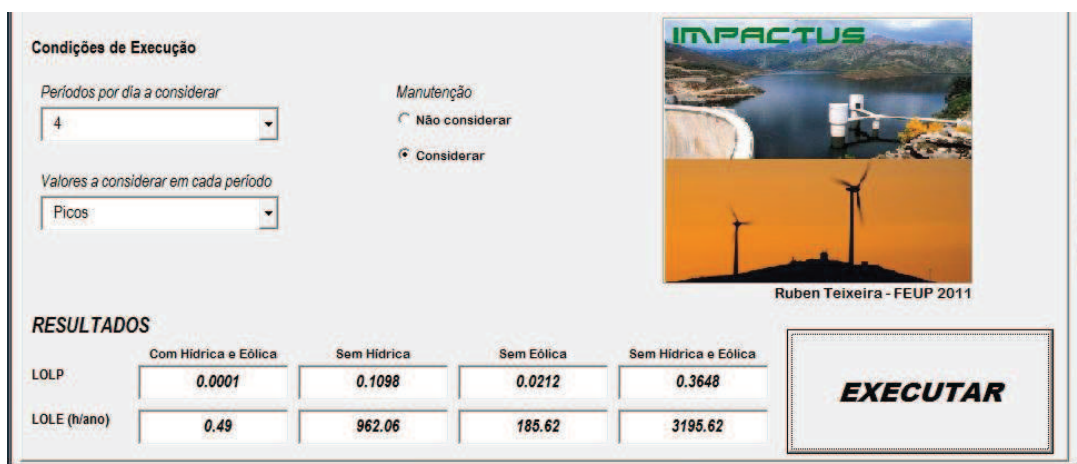 Condições de Execução
Períodos por dia a considerar
4
Valores a considerar em cada período
Picos
Manutenção
Não considerar
Considerar
IMPACTUS
Ruben Teixeira - FEUP 2011
RESULTADOS
Com Hídrica e Eólica Sem Hídrica Sem Eólica Sem Hídrica e Eólica
LOLP 0.0001 0.1098 0.0212 0.3648
LOLE (h/ano) 0.49 962.06 185.62 3195.62
EXECUTAR